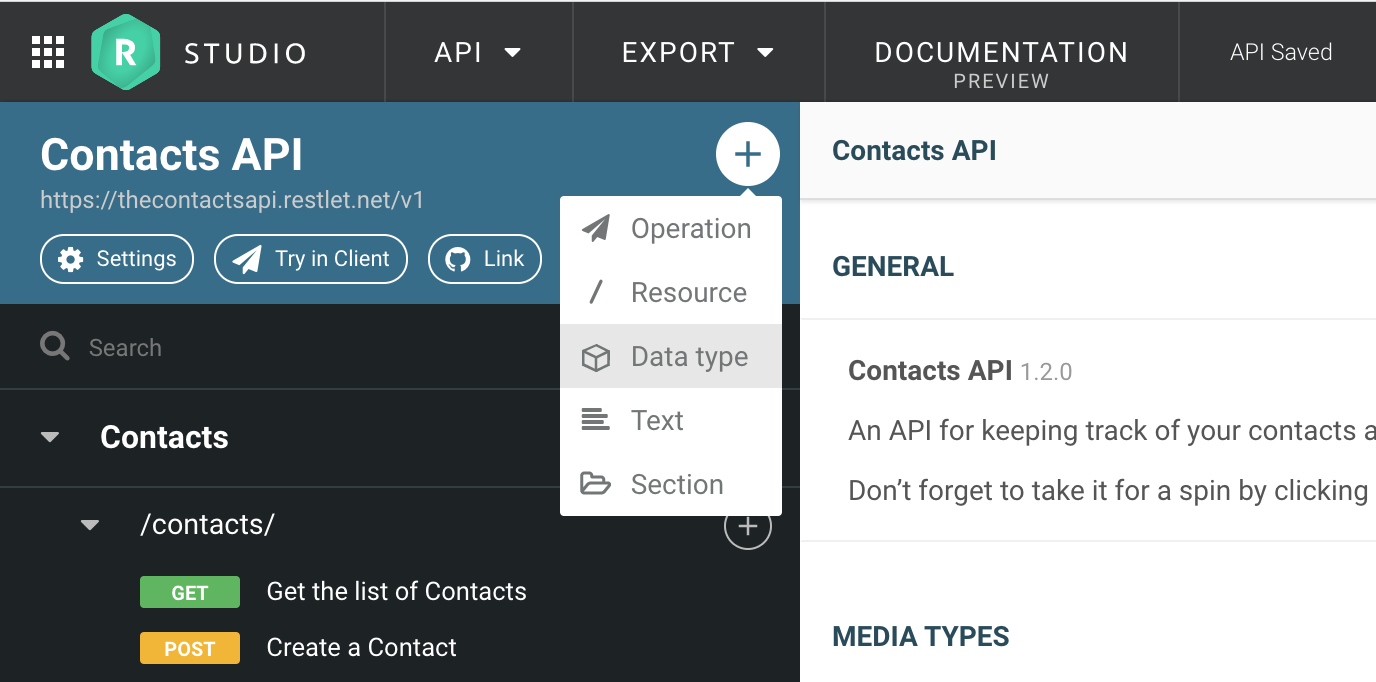 R STUDIO
API
EXPORT
DOCUMENTATION
PREVIEW
API Saved
Contacts API
https://thecontactsapi.restlet.net/v1
Settings
Try in Client
Link
Operation
Resource
Data type
Text
Section
Search
Contacts
/contacts/
GET Get the list of Contacts
POST Create a Contact
Contacts API
GENERAL
Contacts API 1.2.0
An API for keeping track of your contacts a
Don’t forget to take it for a spin by clicking
MEDIA TYPES